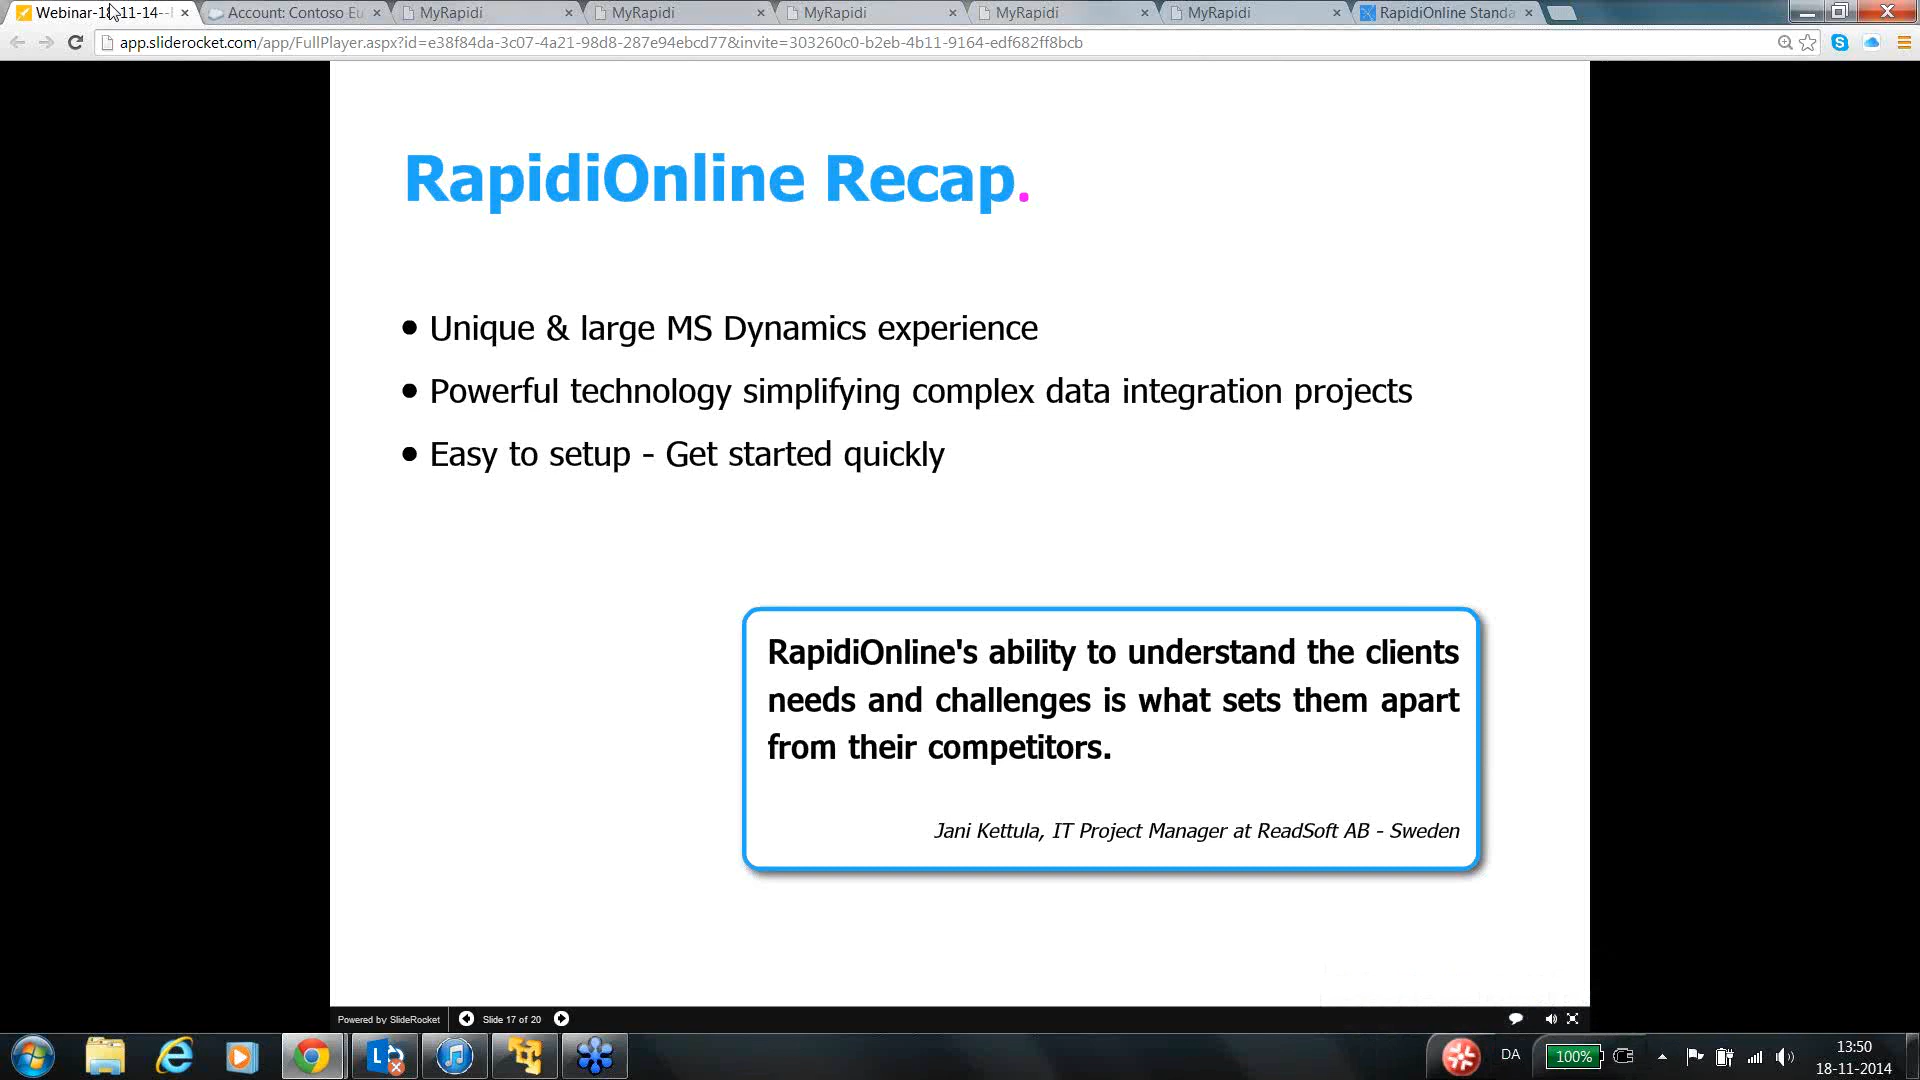 Webinar-18-11-14--
Account: Contoso Eu
MyRapidi
MyRapidi
MyRapidi
MyRapidi
MyRapidi
RapidiOnline Standa
app.sliderocket.com/app/FullPlayer.aspx?id=e38f84da-3c07-4a21-98d8-287e94ebcd77&invite=303260c0-b2eb-4b11-9164-edf682ff8bcb
RapidiOnline Recap.
• Unique & large MS Dynamics experience
• Powerful technology simplifying complex data integration projects
• Easy to setup - Get started quickly
RapidiOnline's ability to understand the clients
needs and challenges is what sets them apart
from their competitors.
Jani Kettula, IT Project Manager at ReadSoft AB - Sweden
Powered by SlideRocket
Slide 17 of 20
DA
100%
13:50
18-11-2014